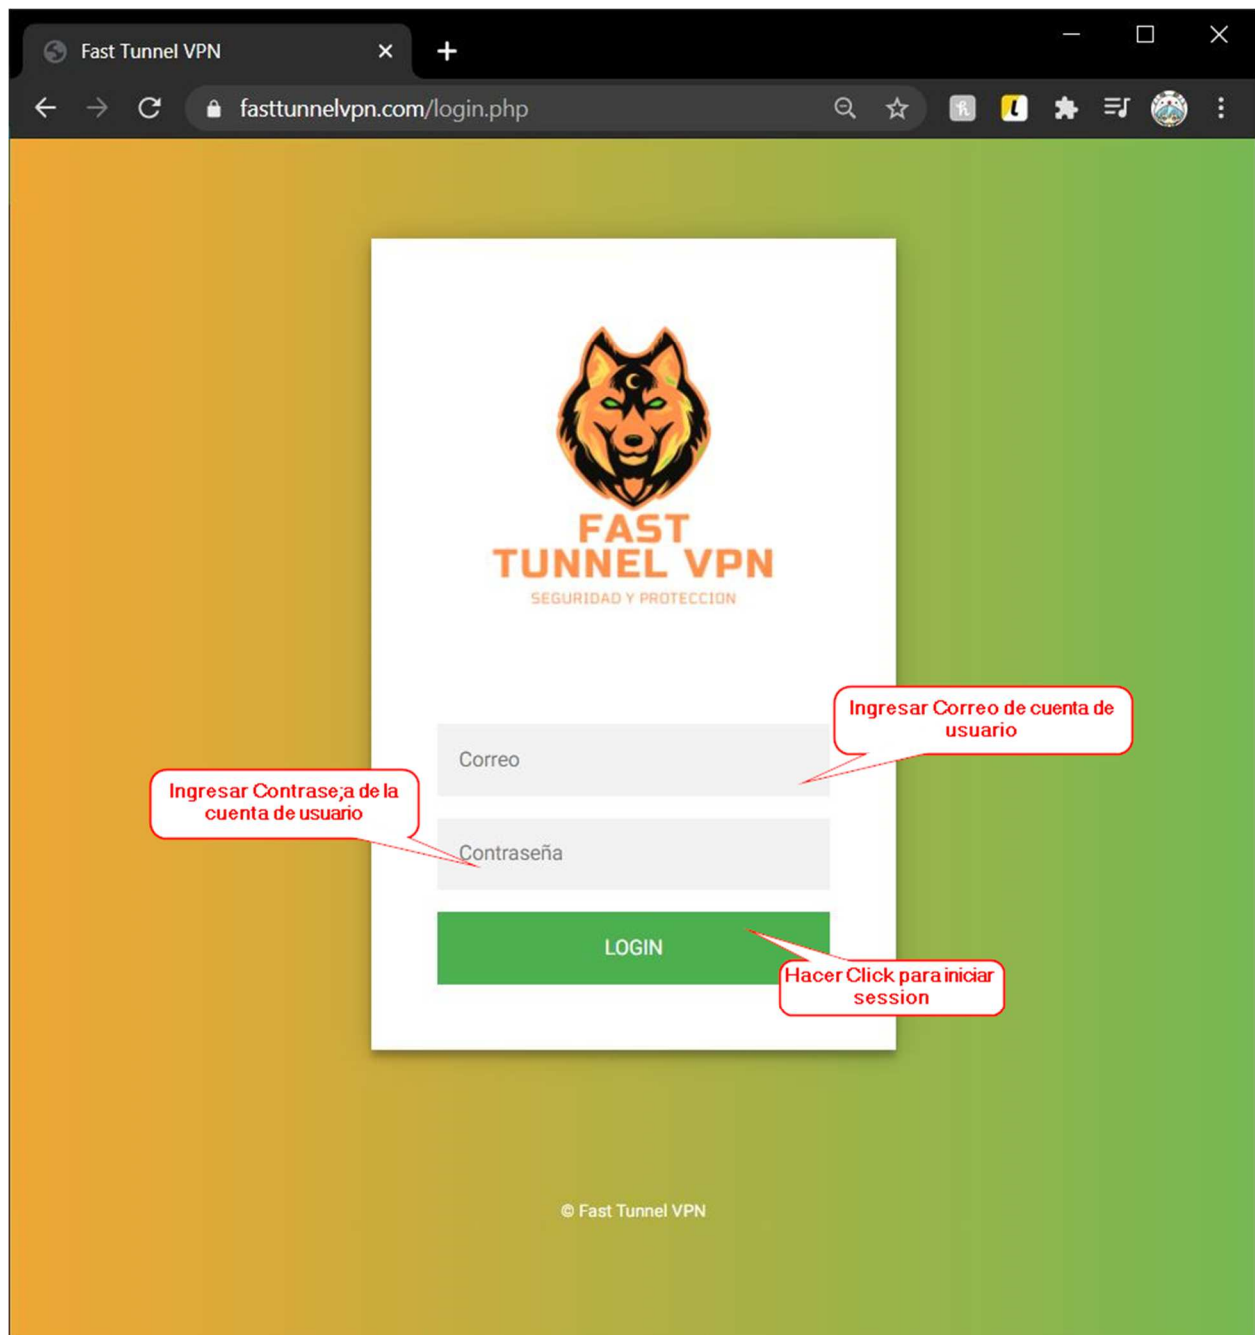 Fast Tunnel VPN
fasttunnelvpn.com/login.php
FAST
TUNNEL VPN
SEGURIDAD Y PROTECCION
Ingresar Correo de cuenta de
usuario
Correo
Ingresar Contrase;a de la
cuenta de usuario
Contraseña
LOGIN
Hacer Click para iniciar
session
© Fast Tunnel VPN